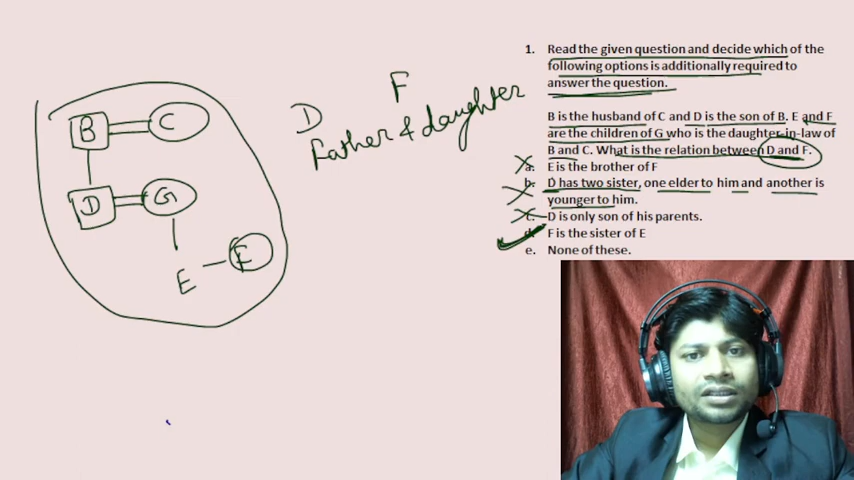 B
C
D
G
E
F
D
F
Father & daughter
1. Read the given question and decide which of the
following options is additionally required to
answer the question.
B is the husband of C and D is the son of B. E and F
are the children of G who is the daughter-in-law of
B and C. What is the relation between D and F.
a. E is the brother of F
b. D has two sister, one elder to him and another is
younger to him.
c. D is only son of his parents.
d. F is the sister of E
e. None of these.